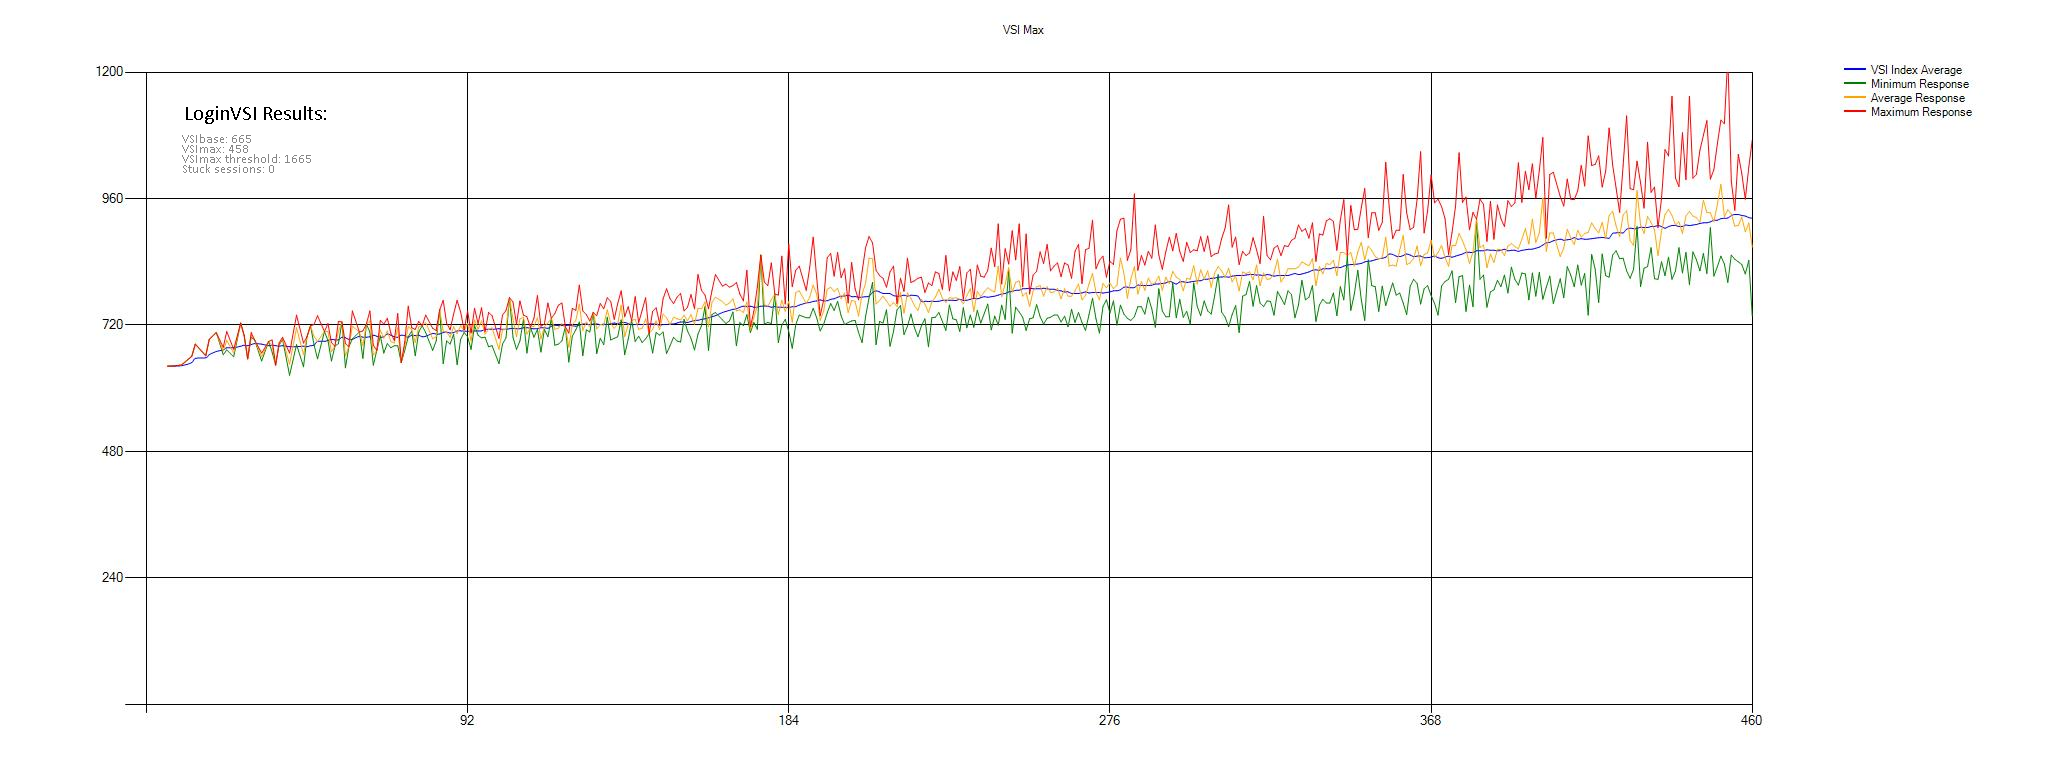 VSI Max
1200
960
720
480
240
LoginVSI Results:
VSIbase: 665
VSImax: 458
VSImax threshold: 1665
Stuck sessions: 0
VSI Index Average
Minimum Response
Average Response
Maximum Response
92
184
276
368
460